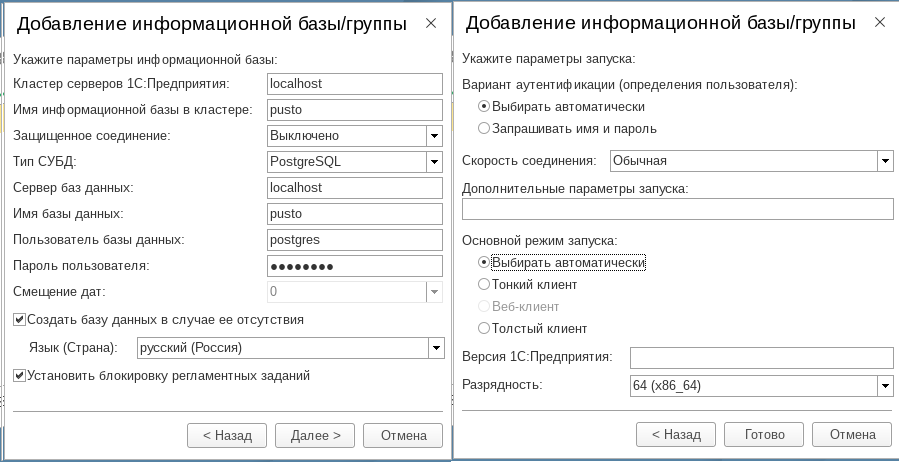 Добавление информационной базы/группы
Укажите параметры информационной базы:
Кластер серверов 1С:Предприятия: localhost
Имя информационной базы в кластере: pusto
Защищенное соединение: Выключено
Тип СУБД: PostgreSQL
Сервер баз данных: localhost
Имя базы данных: pusto
Пользователь базы данных: postgres
Пароль пользователя: ●●●●●●●●
Смещение дат: 0
Создать базу данных в случае ее отсутствия
Язык (Страна): русский (Россия)
Установить блокировку регламентных заданий
< Назад Далее > Отмена
Добавление информационной базы/группы
Укажите параметры запуска:
Вариант аутентификации (определения пользователя):
Выбирать автоматически
Запрашивать имя и пароль
Скорость соединения: Обычная
Дополнительные параметры запуска:
Основной режим запуска:
Выбирать автоматически
Тонкий клиент
Веб-клиент
Толстый клиент
Версия 1С:Предприятия:
Разрядность: 64 (x86_64)
< Назад Готово Отмена